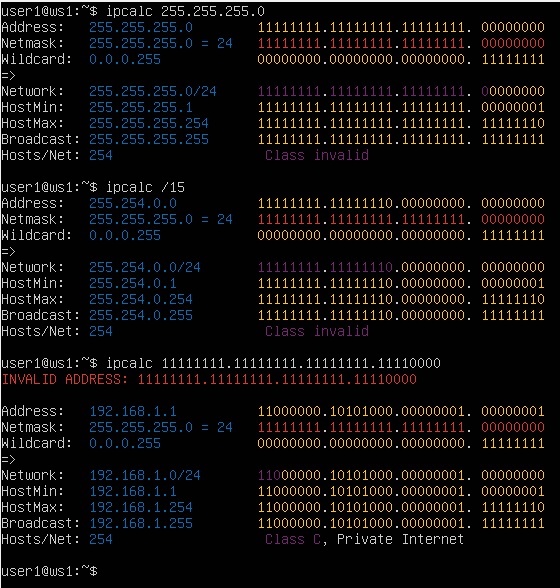 user1@ws1:~$ ipcalc 255.255.255.0
Address:   255.255.255.0        11111111.11111111.11111111. 00000000
Netmask:   255.255.255.0 = 24   11111111.11111111.11111111. 00000000
Wildcard:  0.0.0.255            00000000.00000000.00000000. 11111111
=>
Network:   255.255.255.0/24     11111111.11111111.11111111. 00000000
HostMin:   255.255.255.1        11111111.11111111.11111111. 00000001
HostMax:   255.255.255.254      11111111.11111111.11111111. 11111110
Broadcast: 255.255.255.255      11111111.11111111.11111111. 11111111
Hosts/Net: 254                   Class invalid
user1@ws1:~$ ipcalc /15
Address:   255.254.0.0          11111111.11111110.00000000. 00000000
Netmask:   255.255.255.0 = 24   11111111.11111111.11111111. 00000000
Wildcard:  0.0.0.255            00000000.00000000.00000000. 11111111
=>
Network:   255.254.0.0/24       11111111.11111110.00000000. 00000000
HostMin:   255.254.0.1          11111111.11111110.00000000. 00000001
HostMax:   255.254.0.254        11111111.11111110.00000000. 11111110
Broadcast: 255.254.0.255        11111111.11111110.00000000. 11111111
Hosts/Net: 254                   Class invalid
user1@ws1:~$ ipcalc 11111111.11111111.11111111.11110000
INVALID ADDRESS: 11111111.11111111.11111111.11110000
Address:   192.168.1.1          11000000.10101000.00000001. 00000001
Netmask:   255.255.255.0 = 24   11111111.11111111.11111111. 00000000
Wildcard:  0.0.0.255            00000000.00000000.00000000. 11111111
=>
Network:   192.168.1.0/24       11000000.10101000.00000001. 00000000
HostMin:   192.168.1.1          11000000.10101000.00000001. 00000001
HostMax:   192.168.1.254        11000000.10101000.00000001. 11111110
Broadcast: 192.168.1.255        11000000.10101000.00000001. 11111111
Hosts/Net: 254                   Class C, Private Internet
user1@ws1:~$